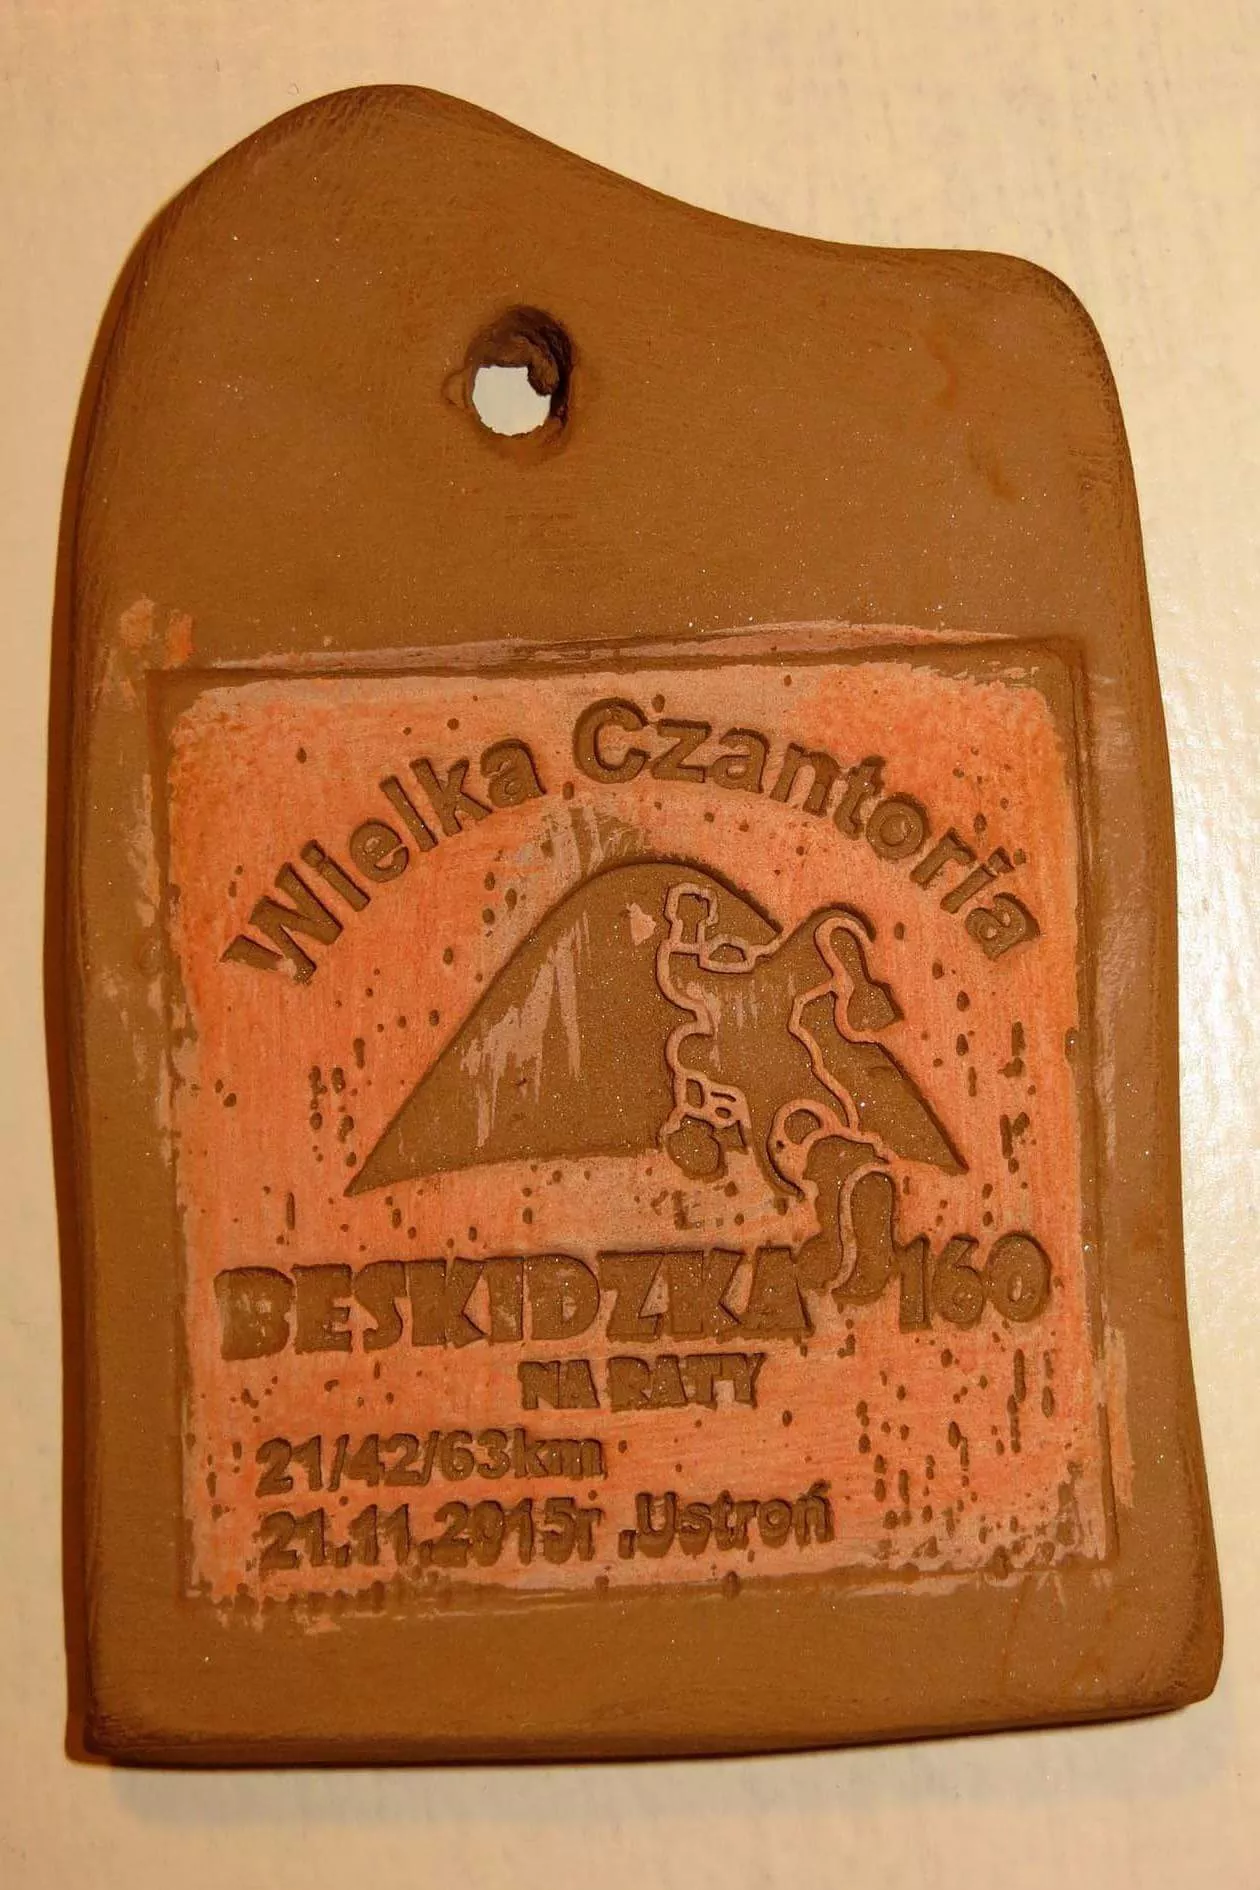 Wielka Czantoria
BESKIDZKA 160
NA RATY
21/42/63km
21.11.2015r ,Ustroń